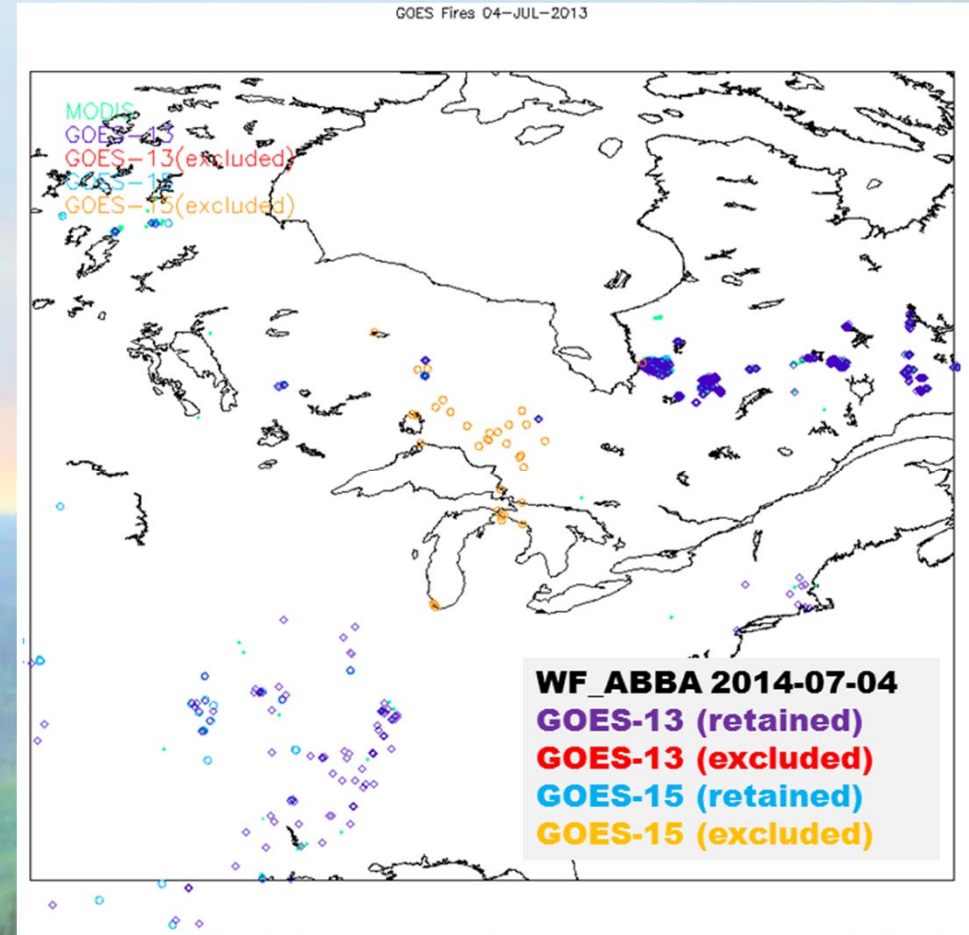 GOES Fires 04-JUL-2013
MODIS
GOES-13
GOES-13(excluded)
GOES-15
GOES-15(excluded)
WF_ABBA 2014-07-04
GOES-13 (retained)
GOES-13 (excluded)
GOES-15 (retained)
GOES-15 (excluded)